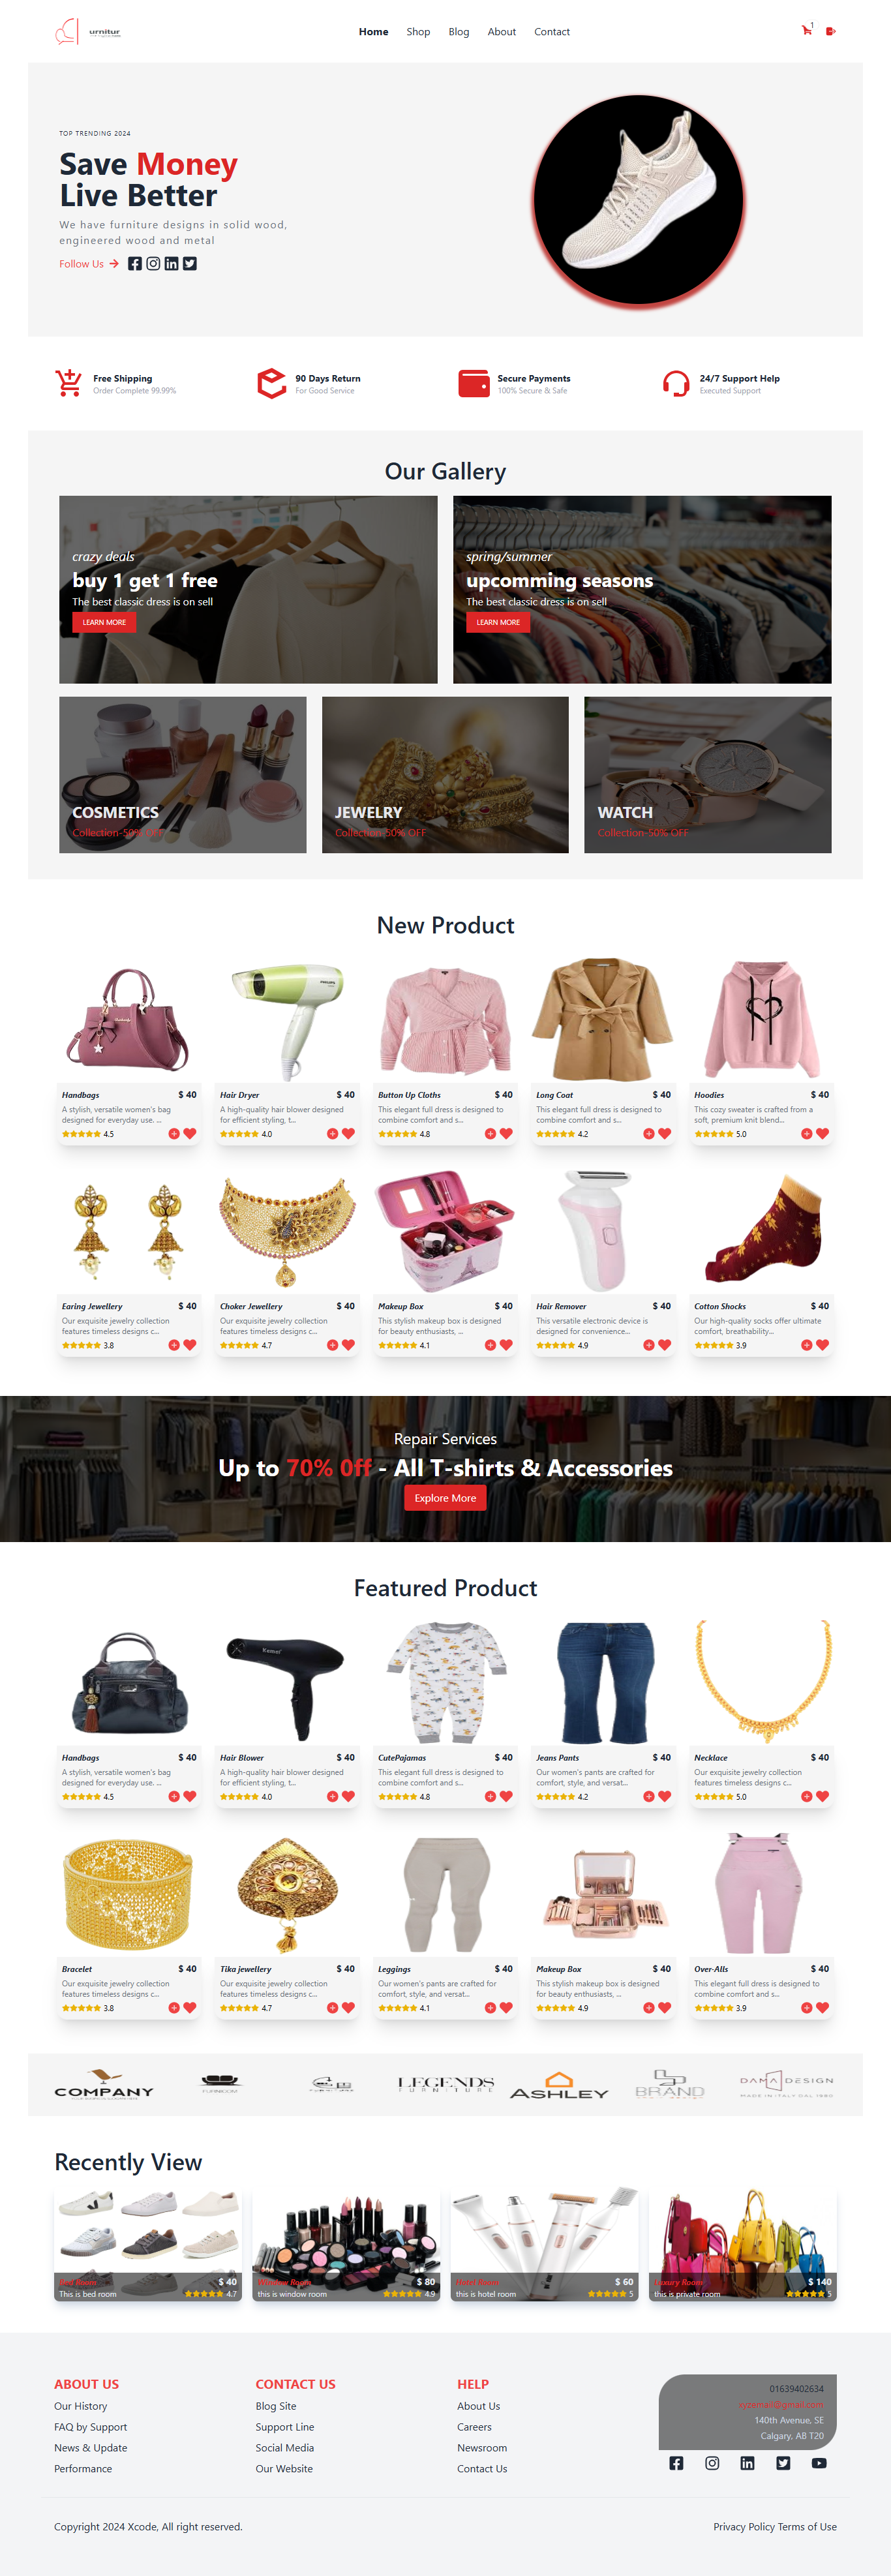 urnitur
Home Shop Blog About Contact
1
TOP TRENDING 2024
Save Money
Live Better
We have furniture designs in solid wood,
engineered wood and metal
Follow Us
Free Shipping
Order Complete 99.99%
90 Days Return
For Good Service
Secure Payments
100% Secure & Safe
24/7 Support Help
Executed Support
Our Gallery
crazy deals
buy 1 get 1 free
The best classic dress is on sell
LEARN MORE
spring/summer
upcomming seasons
The best classic dress is on sell
LEARN MORE
COSMETICS
Collection-50% OFF
JEWELRY
Collection-50% OFF
WATCH
Collection-50% OFF
New Product
Handbags $ 40
A stylish, versatile women's bag
designed for everyday use. ...
4.5
Hair Dryer $ 40
A high-quality hair blower designed
for efficient styling, t...
4.0
Button Up Cloths $ 40
This elegant full dress is designed to
combine comfort and s...
4.8
Long Coat $ 40
This elegant full dress is designed to
combine comfort and s...
4.2
Hoodies $ 40
This cozy sweater is crafted from a
soft, premium knit blend...
5.0
Earing Jewellery $ 40
Our exquisite jewelry collection
features timeless designs c...
3.8
Choker Jewellery $ 40
Our exquisite jewelry collection
features timeless designs c...
4.7
Makeup Box $ 40
This stylish makeup box is designed
for beauty enthusiasts, ...
4.1
Hair Remover $ 40
This versatile electronic device is
designed for convenience...
4.9
Cotton Shocks $ 40
Our high-quality socks offer ultimate
comfort, breathability...
3.9
Repair Services
Up to 70% 0ff - All T-shirts & Accessories
Explore More
Featured Product
Kemei
Handbags $ 40
A stylish, versatile women's bag
designed for everyday use. ...
4.5
Hair Blower $ 40
A high-quality hair blower designed
for efficient styling, t...
4.0
CutePajamas $ 40
This elegant full dress is designed to
combine comfort and s...
4.8
Jeans Pants $ 40
Our women's pants are crafted for
comfort, style, and versat...
4.2
Necklace $ 40
Our exquisite jewelry collection
features timeless designs c...
5.0
Bracelet $ 40
Our exquisite jewelry collection
features timeless designs c...
3.8
Tika jewellery $ 40
Our exquisite jewelry collection
features timeless designs c...
4.7
Leggings $ 40
Our women's pants are crafted for
comfort, style, and versat...
4.1
Makeup Box $ 40
This stylish makeup box is designed
for beauty enthusiasts, ...
4.9
Over-Alls $ 40
This elegant full dress is designed to
combine comfort and s...
3.9
COMPANY
FURNROOM
LEGENDS
FURNITURE
ASHLEY
BRAND
DAMA DESIGN
MADE IN ITALY DAL 1980
Recently View
Bed Room $ 40
This is bed room 4.7
Window Room $ 80
this is window room 4.9
Hotel Room $ 60
this is hotel room 5
Luxury Room $ 140
this is private room 5
ABOUT US
Our History
FAQ by Support
News & Update
Performance
CONTACT US
Blog Site
Support Line
Social Media
Our Website
HELP
About Us
Careers
Newsroom
Contact Us
01639402634
xyzemail@gmail.com
140th Avenue, SE
Calgary, AB T20
Copyright 2024 Xcode, All right reserved.
Privacy Policy Terms of Use